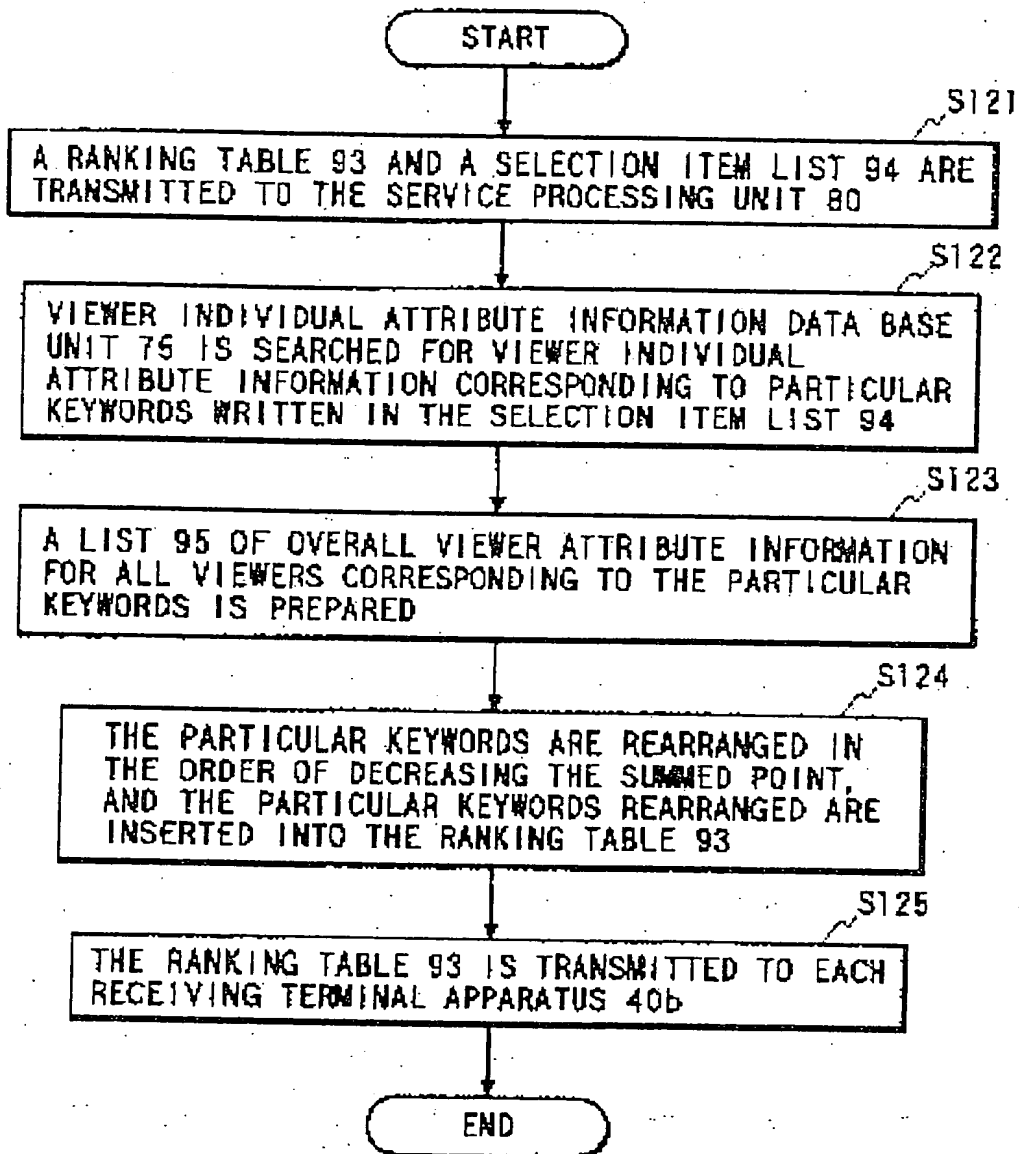 START
S121
A RANKING TABLE 93 AND A SELECTION ITEM LIST 94 ARE
TRANSMITTED TO THE SERVICE PROCESSING UNIT 80
S122
VIEWER INDIVIDUAL ATTRIBUTE INFORMATION DATA BASE
UNIT 75 IS SEARCHED FOR VIEWER INDIVIDUAL
ATTRIBUTE INFORMATION CORRESPONDING TO PARTICULAR
KEYWORDS WRITTEN IN THE SELECTION ITEM LIST 94
S123
A LIST 95 OF OVERALL VIEWER ATTRIBUTE INFORMATION
FOR ALL VIEWERS CORRESPONDING TO THE PARTICULAR
KEYWORDS IS PREPARED
S124
THE PARTICULAR KEYWORDS ARE REARRANGED IN
THE ORDER OF DECREASING THE SUMMED POINT,
AND THE PARTICULAR KEYWORDS REARRANGED ARE
INSERTED INTO THE RANKING TABLE 93
S125
THE RANKING TABLE 93 IS TRANSMITTED TO EACH
RECEIVING TERMINAL APPARATUS 40b
END